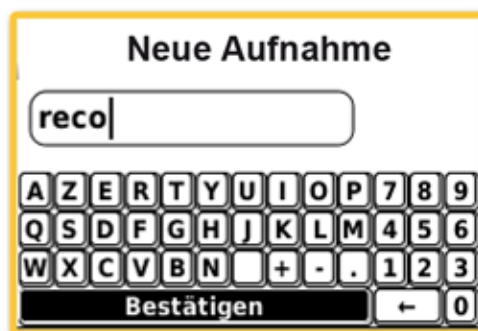 Neue Aufnahme
reco
A Z E R T Y U I O P 7 8 9
Q S D F G H J K L M 4 5 6
W X C V B N + - . 1 2 3
Bestätigen ← 0